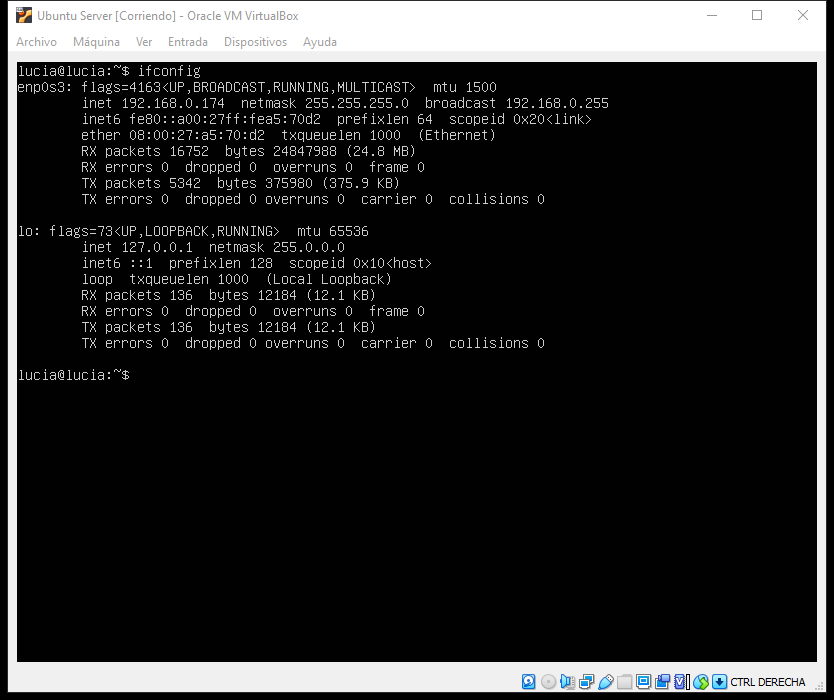 Ubuntu Server [Corriendo] - Oracle VM VirtualBox
Archivo Máquina Ver Entrada Dispositivos Ayuda
lucia@lucia:~$ ifconfig
enp0s3: flags=4163<UP,BROADCAST,RUNNING,MULTICAST>  mtu 1500
        inet 192.168.0.174  netmask 255.255.255.0  broadcast 192.168.0.255
        inet6 fe80::a00:27ff:fea5:70d2  prefixlen 64  scopeid 0x20<link>
        ether 08:00:27:a5:70:d2  txqueuelen 1000  (Ethernet)
        RX packets 16752  bytes 24847988 (24.8 MB)
        RX errors 0  dropped 0  overruns 0  frame 0
        TX packets 5342  bytes 375980 (375.9 KB)
        TX errors 0  dropped 0 overruns 0  carrier 0  collisions 0
lo: flags=73<UP,LOOPBACK,RUNNING>  mtu 65536
        inet 127.0.0.1  netmask 255.0.0.0
        inet6 ::1  prefixlen 128  scopeid 0x10<host>
        loop  txqueuelen 1000  (Local Loopback)
        RX packets 136  bytes 12184 (12.1 KB)
        RX errors 0  dropped 0  overruns 0  frame 0
        TX packets 136  bytes 12184 (12.1 KB)
        TX errors 0  dropped 0 overruns 0  carrier 0  collisions 0
lucia@lucia:~$
CTRL DERECHA